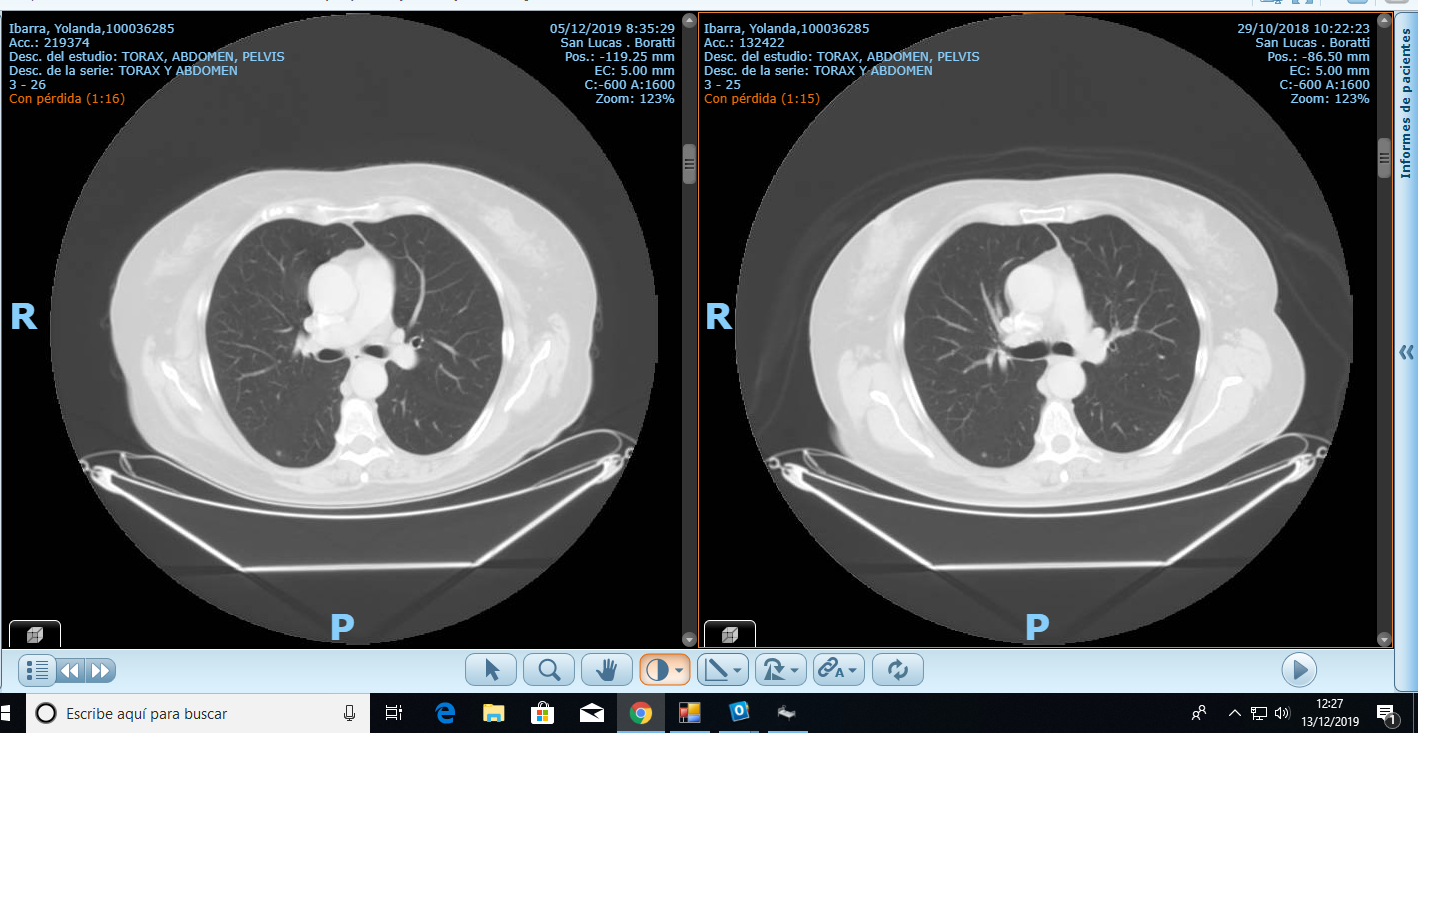 Ibarra, Yolanda,100036285
Acc.: 219374
Desc. del estudio: TORAX, ABDOMEN, PELVIS
Desc. de la serie: TORAX Y ABDOMEN
3 - 26
Con pérdida (1:16)
05/12/2019 8:35:29
San Lucas . Boratti
Pos.: -119.25 mm
EC: 5.00 mm
C:-600 A:1600
Zoom: 123%
R
P
Ibarra, Yolanda,100036285
Acc.: 132422
Desc. del estudio: TORAX, ABDOMEN, PELVIS
Desc. de la serie: TORAX Y ABDOMEN
3 - 25
Con pérdida (1:15)
29/10/2018 10:22:23
San Lucas . Boratti
Pos.: -86.50 mm
EC: 5.00 mm
C:-600 A:1600
Zoom: 123%
R
P
Informes de pacientes
A
Escribe aquí para buscar
12:27
13/12/2019
1